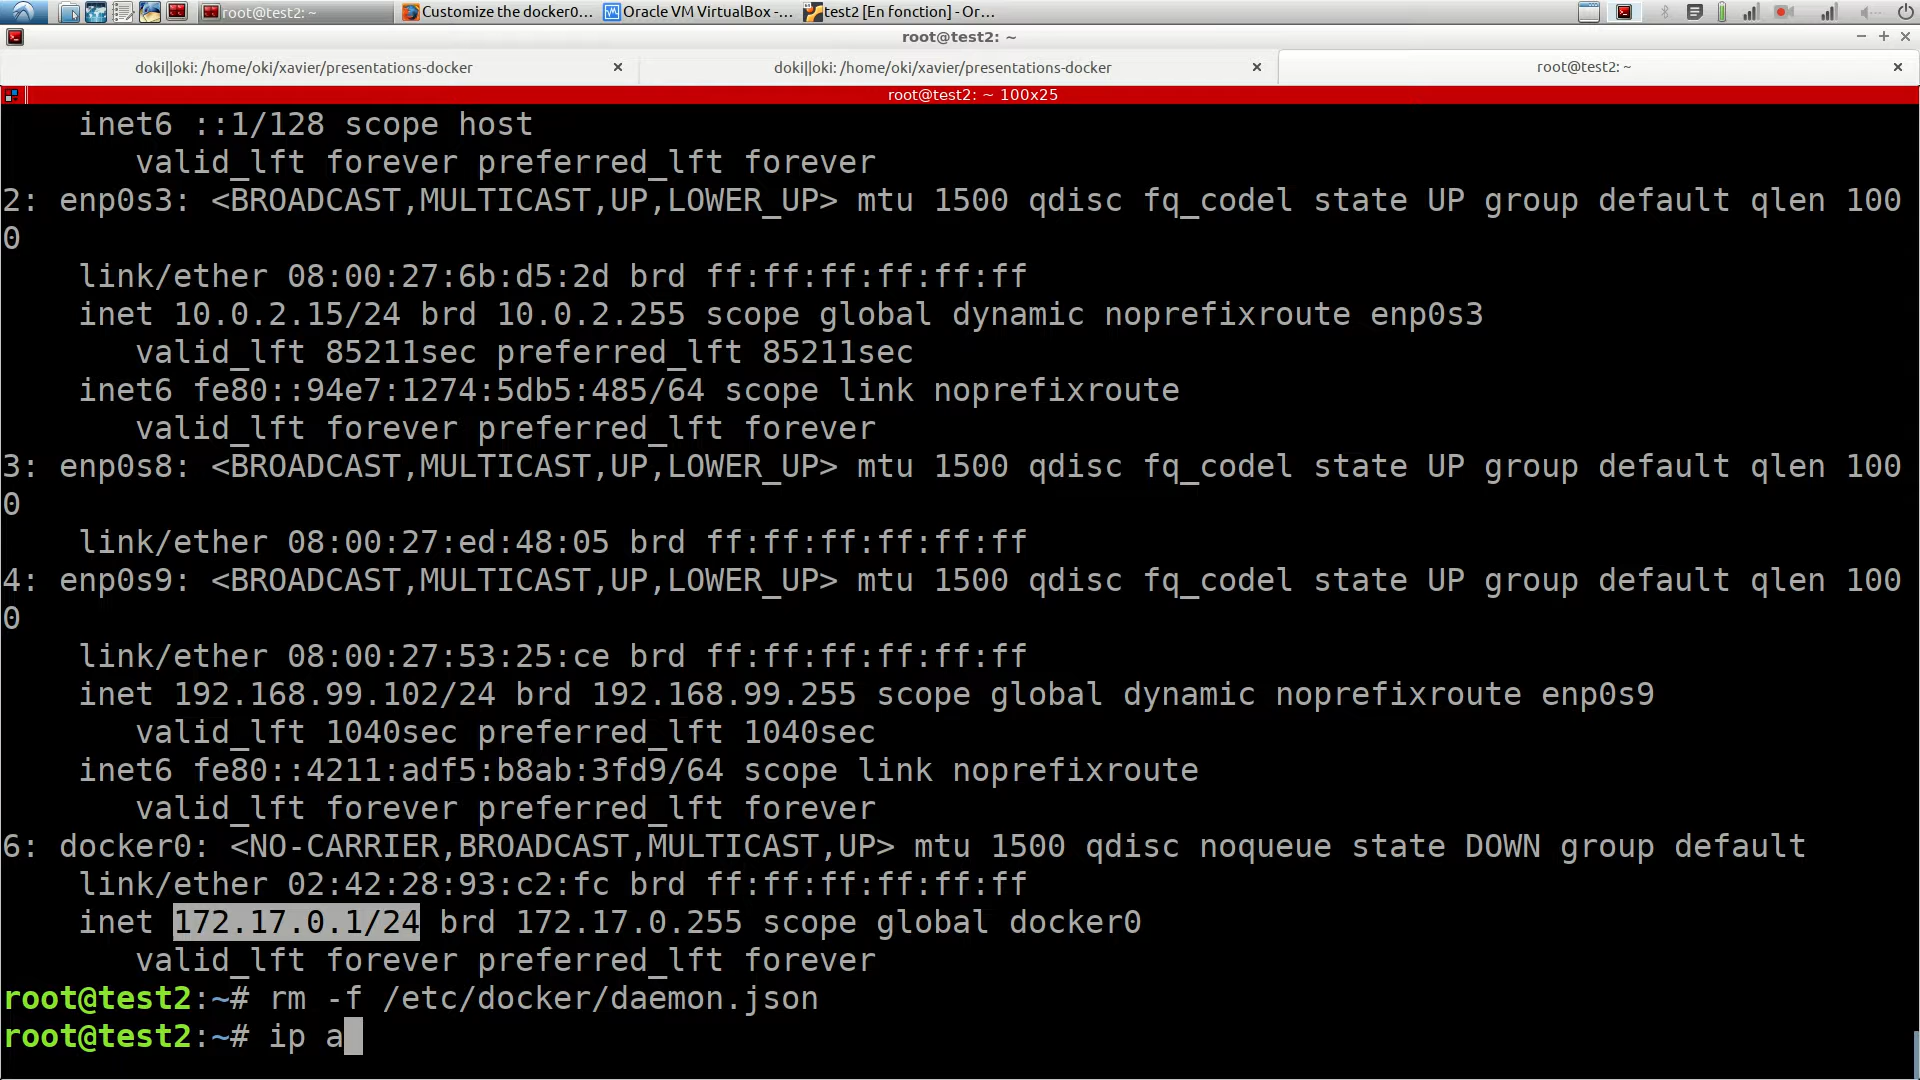 root@test2: ~
Customize the docker0...
Oracle VM VirtualBox -...
test2 [En fonction] - Or...
root@test2: ~
doki||oki: /home/oki/xavier/presentations-docker
doki||oki: /home/oki/xavier/presentations-docker
root@test2: ~
root@test2: ~ 100x25
inet6 ::1/128 scope host
valid_lft forever preferred_lft forever
2: enp0s3: <BROADCAST,MULTICAST,UP,LOWER_UP> mtu 1500 qdisc fq_codel state UP group default qlen 100
0
link/ether 08:00:27:6b:d5:2d brd ff:ff:ff:ff:ff:ff
inet 10.0.2.15/24 brd 10.0.2.255 scope global dynamic noprefixroute enp0s3
valid_lft 85211sec preferred_lft 85211sec
inet6 fe80::94e7:1274:5db5:485/64 scope link noprefixroute
valid_lft forever preferred_lft forever
3: enp0s8: <BROADCAST,MULTICAST,UP,LOWER_UP> mtu 1500 qdisc fq_codel state UP group default qlen 100
0
link/ether 08:00:27:ed:48:05 brd ff:ff:ff:ff:ff:ff
4: enp0s9: <BROADCAST,MULTICAST,UP,LOWER_UP> mtu 1500 qdisc fq_codel state UP group default qlen 100
0
link/ether 08:00:27:53:25:ce brd ff:ff:ff:ff:ff:ff
inet 192.168.99.102/24 brd 192.168.99.255 scope global dynamic noprefixroute enp0s9
valid_lft 1040sec preferred_lft 1040sec
inet6 fe80::4211:adf5:b8ab:3fd9/64 scope link noprefixroute
valid_lft forever preferred_lft forever
6: docker0: <NO-CARRIER,BROADCAST,MULTICAST,UP> mtu 1500 qdisc noqueue state DOWN group default
link/ether 02:42:28:93:c2:fc brd ff:ff:ff:ff:ff:ff
inet 172.17.0.1/24 brd 172.17.0.255 scope global docker0
valid_lft forever preferred_lft forever
root@test2:~# rm -f /etc/docker/daemon.json
root@test2:~# ip a